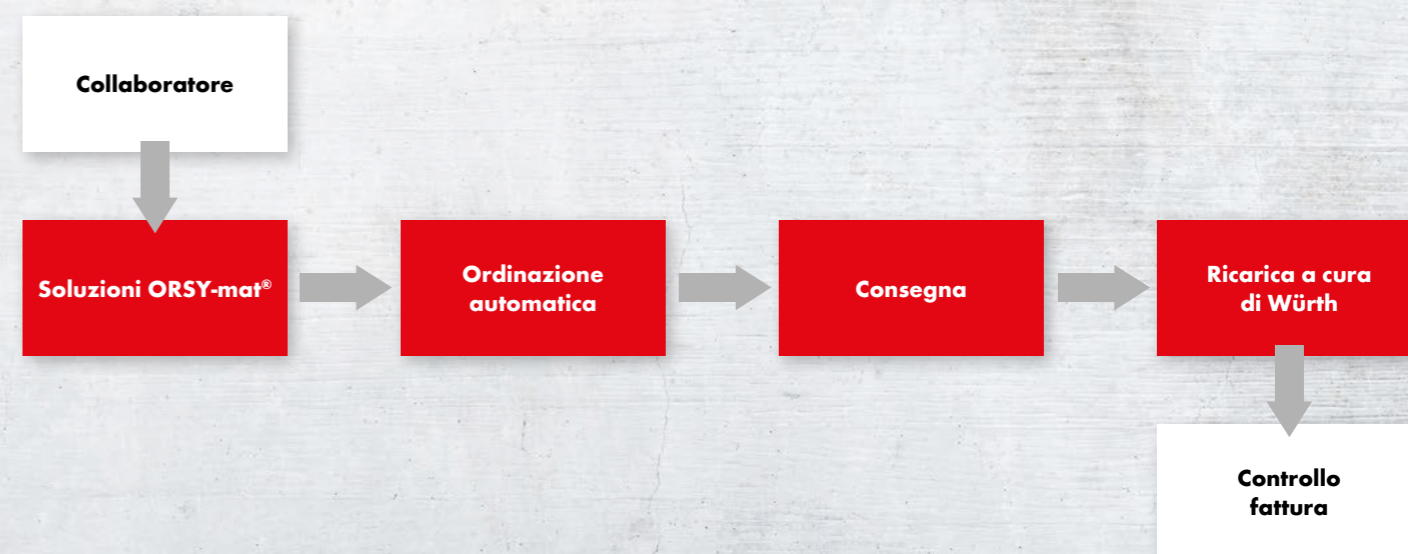 Collaboratore
Soluzioni ORSY-mat®
Ordinazione
automatica
Consegna
Ricarica a cura
di Würth
Controllo
fattura